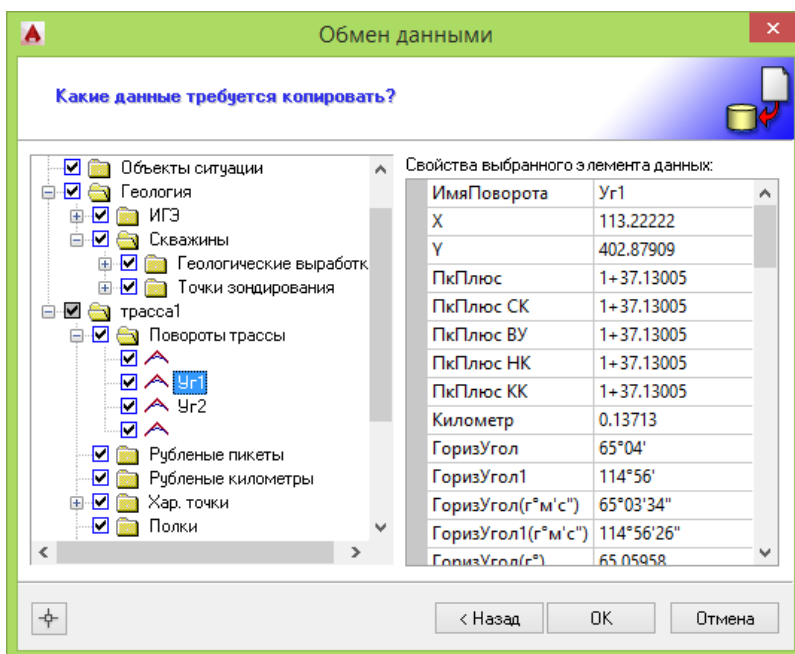 Обмен данными
Какие данные требуется копировать?
Объекты ситуации
Геология
ИГЭ
Скважины
Геологические выработк
Точки зондирования
трасса1
Повороты трассы
Уг1
Уг2
Рубленые пикеты
Рубленые километры
Хар. точки
Полки
Свойства выбранного элемента данных:
ИмяПоворота Уг1
X 113.22222
Y 402.87909
ПкПлюс 1+37.13005
ПкПлюс СК 1+37.13005
ПкПлюс ВУ 1+37.13005
ПкПлюс НК 1+37.13005
ПкПлюс КК 1+37.13005
Километр 0.13713
ГоризУгол 65°04'
ГоризУгол1 114°56'
ГоризУгол(г°м'с") 65°03'34"
ГоризУгол1(г°м'с") 114°56'26"
ГоризУгол(г°) 65.05958
< Назад OK Отмена